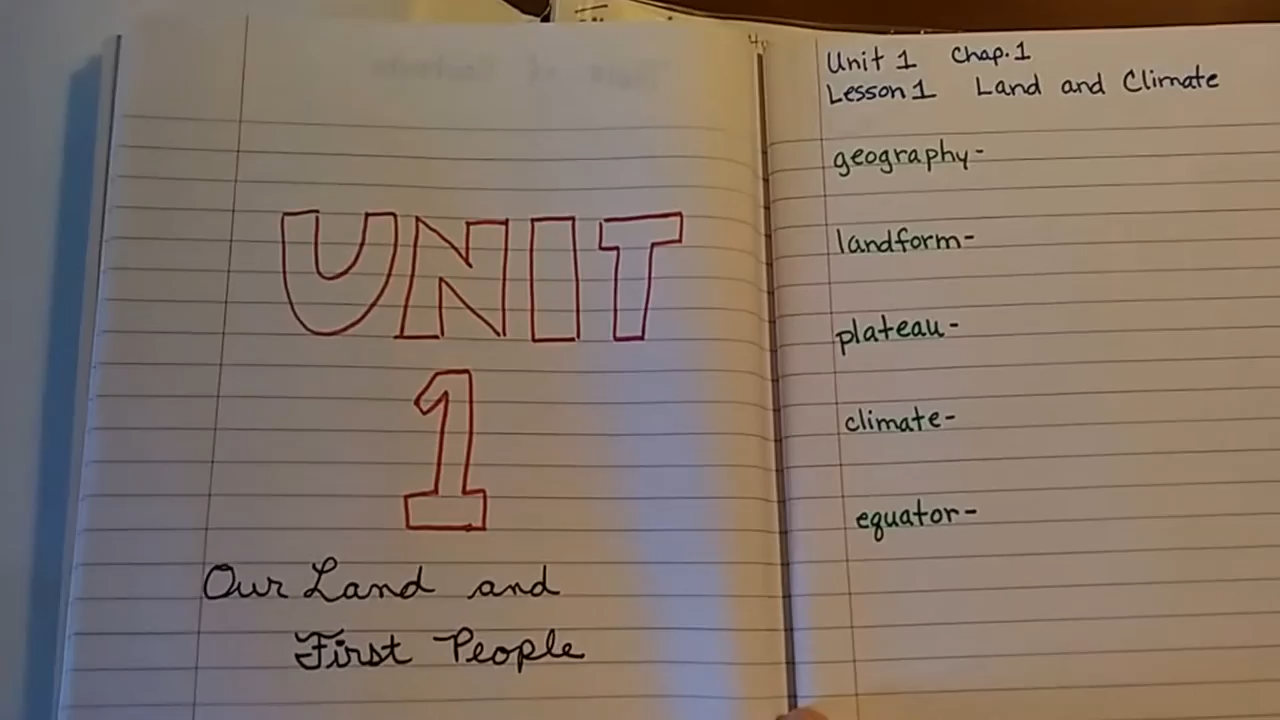 UNIT
1
Our Land and
First People
Unit 1 Chap. 1
Lesson 1 Land and Climate
geography-
landform-
plateau-
climate-
equator-